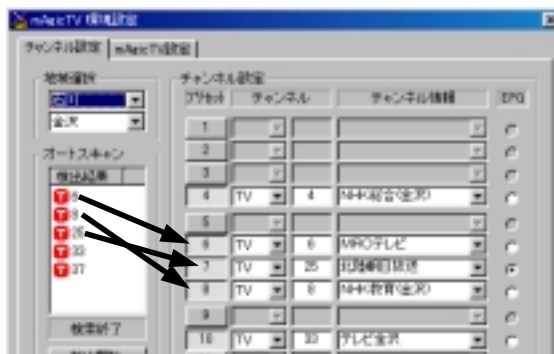 mAgicTV 環境設定
チャンネル設定 mAgicTV設定
地域選択
石川
金沢
オートスキャン
検出結果
6
8
25
33
37
検索終了
チャンネル設定
プリセット チャンネル チャンネル情報 EPG
1
2
3
4 TV 4 NHK総合(金沢)
5
6 TV 6 MROテレビ
7 TV 25 北陸朝日放送
8 TV 8 NHK教育(金沢)
9
10 TV 33 テレビ金沢